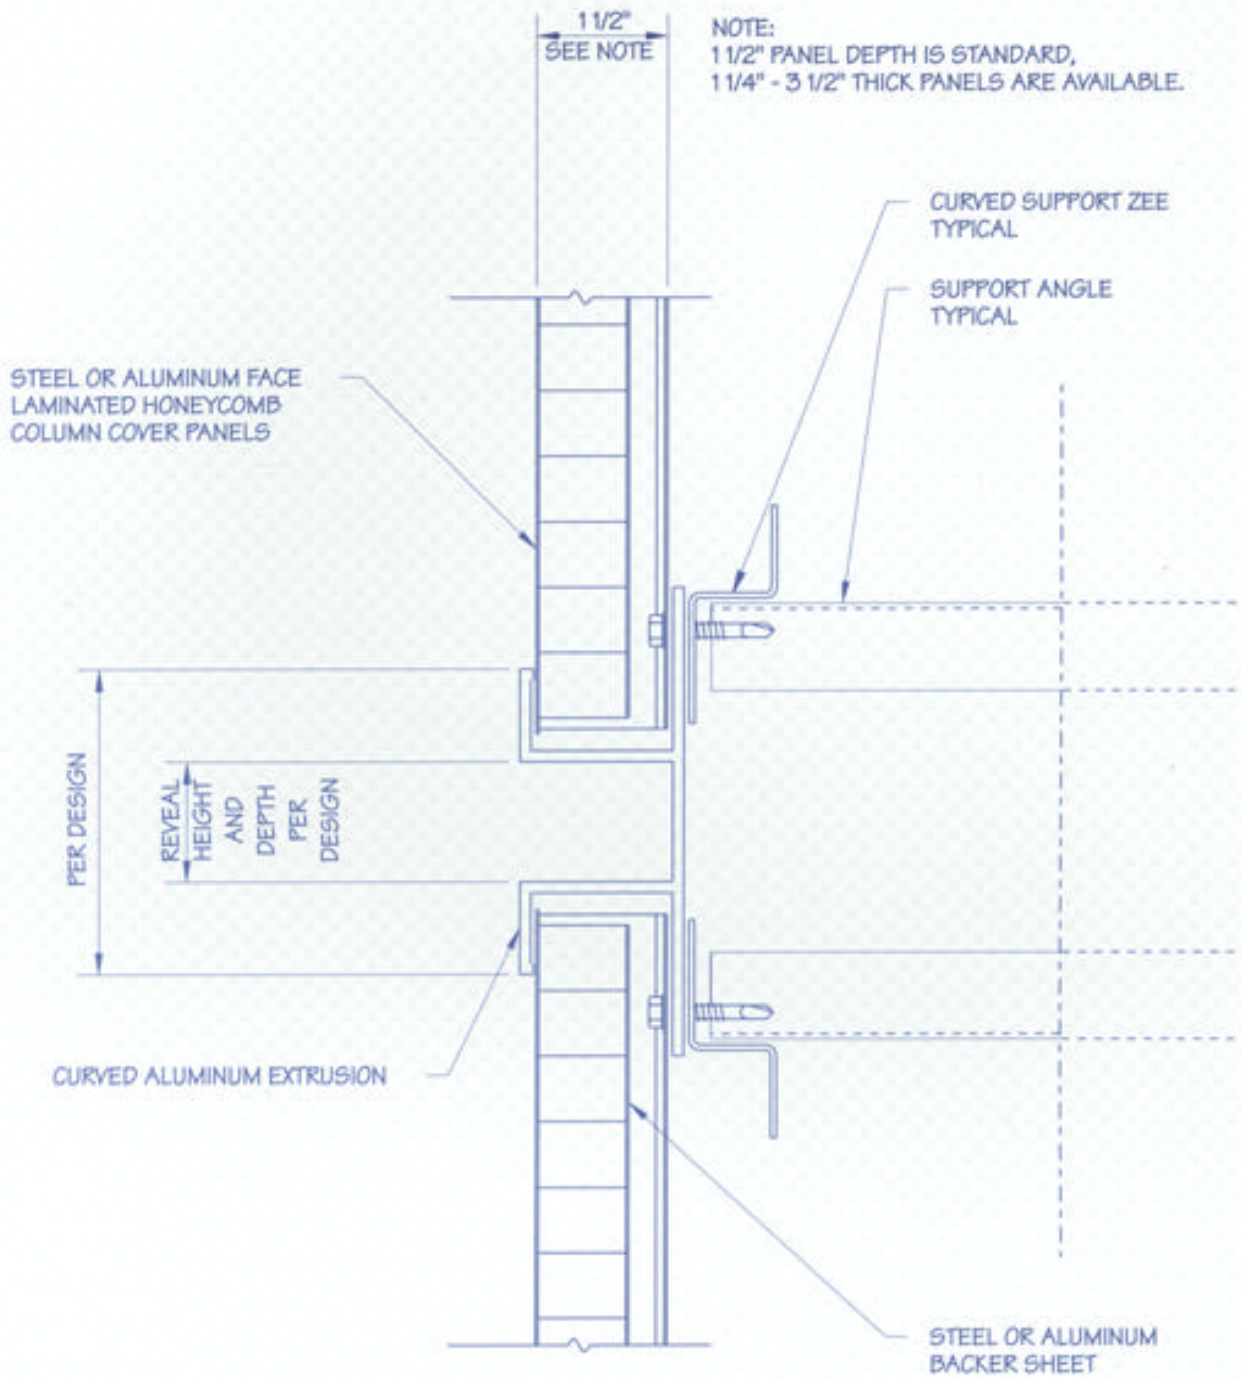 1 1/2"
SEE NOTE
NOTE:
1 1/2" PANEL DEPTH IS STANDARD,
1 1/4" - 3 1/2" THICK PANELS ARE AVAILABLE.
CURVED SUPPORT ZEE
TYPICAL
SUPPORT ANGLE
TYPICAL
STEEL OR ALUMINUM FACE
LAMINATED HONEYCOMB
COLUMN COVER PANELS
PER DESIGN
REVEAL
HEIGHT
AND
DEPTH
PER
DESIGN
CURVED ALUMINUM EXTRUSION
STEEL OR ALUMINUM
BACKER SHEET